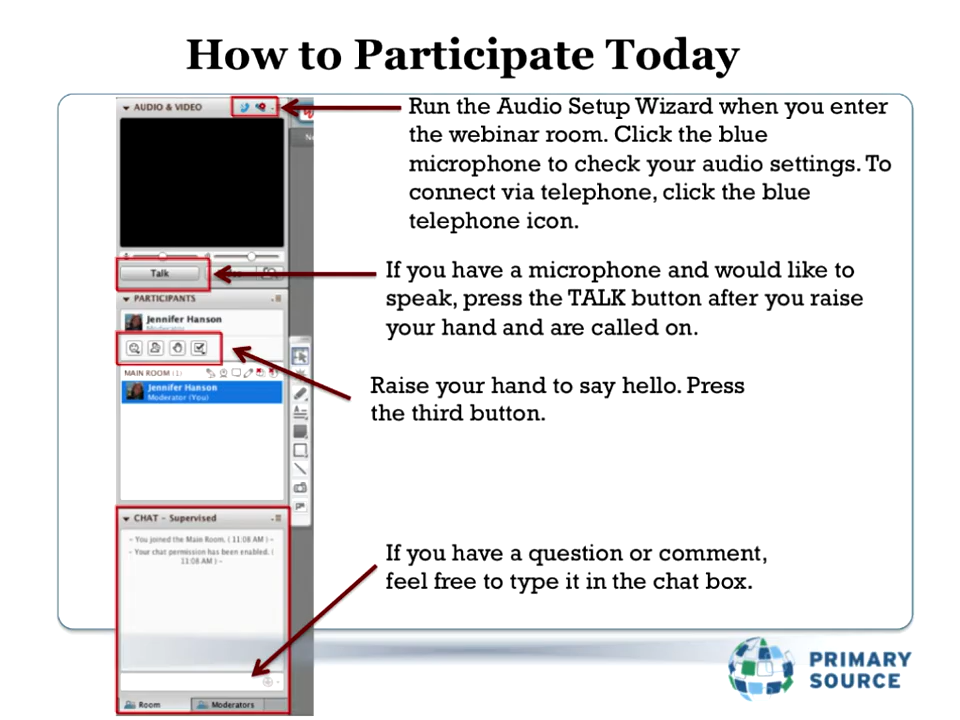 How to Participate Today
AUDIO & VIDEO
Talk
PARTICIPANTS
Jennifer Hanson
Moderator
MAIN ROOM (1)
Jennifer Hanson
Moderator (You)
CHAT - Supervised
- You joined the Main Room. ( 11:08 AM ) -
- Your chat permission has been enabled. (
11:08 AM ) -
Room
Moderators
Run the Audio Setup Wizard when you enter
the webinar room. Click the blue
microphone to check your audio settings. To
connect via telephone, click the blue
telephone icon.
If you have a microphone and would like to
speak, press the TALK button after you raise
your hand and are called on.
Raise your hand to say hello. Press
the third button.
If you have a question or comment,
feel free to type it in the chat box.
PRIMARY
SOURCE